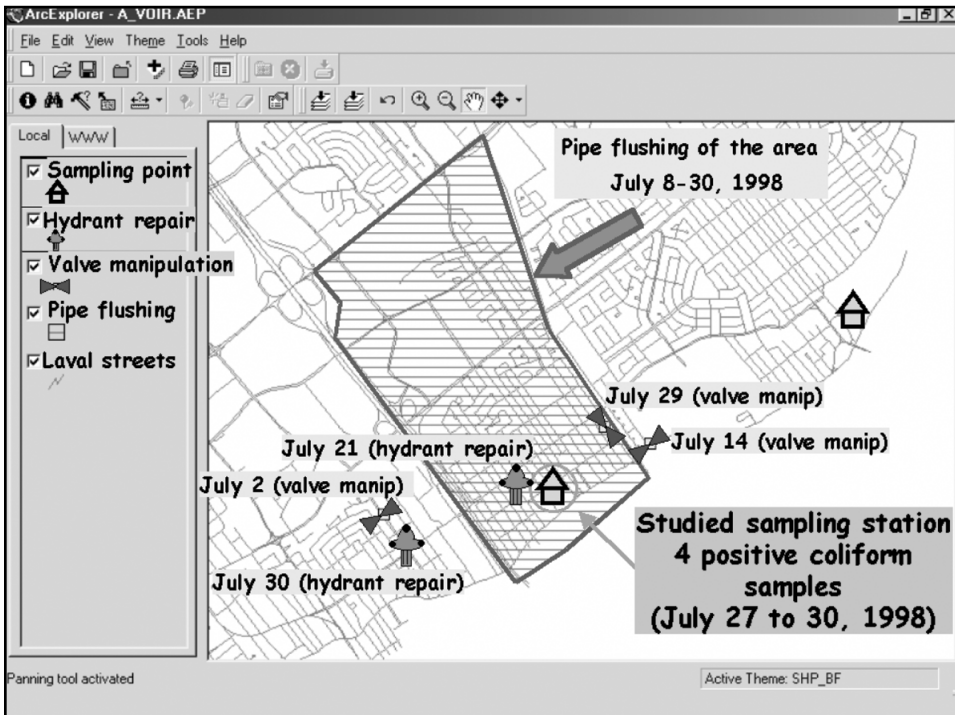 ArcExplorer - A_VOIR.AEP
File Edit View Theme Tools Help
Local WWW
Sampling point
Hydrant repair
Valve manipulation
Pipe flushing
Laval streets
Pipe flushing of the area
July 8-30, 1998
July 29 (valve manip)
July 14 (valve manip)
July 21 (hydrant repair)
July 2 (valve manip)
July 30 (hydrant repair)
Studied sampling station
4 positive coliform
samples
(July 27 to 30, 1998)
Panning tool activated
Active Theme: SHP_BF